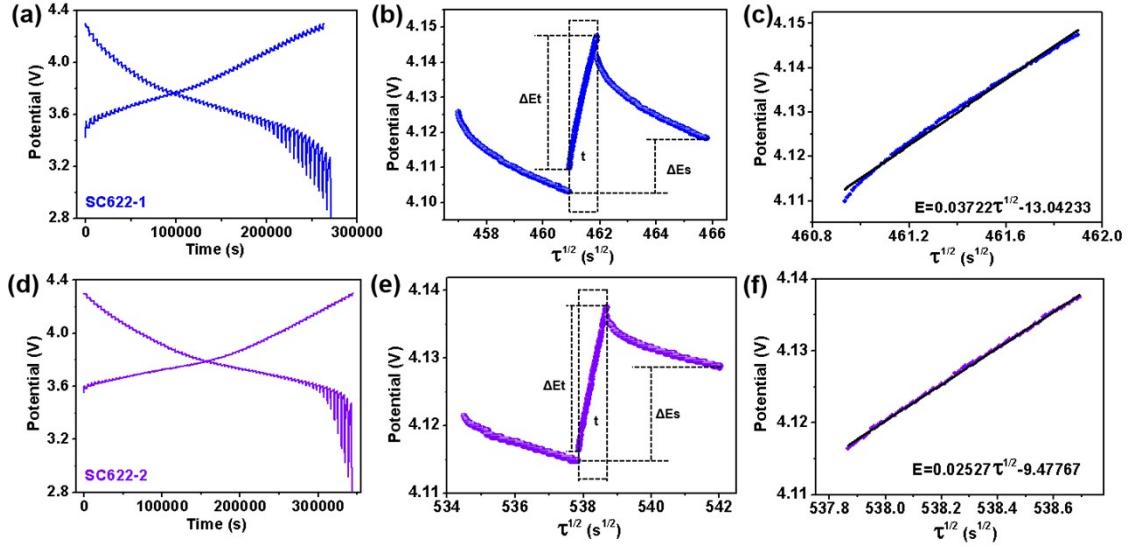 (a)
4.4
4.0
3.6
3.2
2.8
Potential (V)
SC622-1
0 100000 200000 300000
Time (s)
(b)
4.15
4.14
4.13
4.12
4.11
4.10
Potential (V)
ΔEt
t
ΔEs
458 460 462 464 466
τ1/2 (s1/2)
(c)
4.15
4.14
4.13
4.12
4.11
4.10
Potential (V)
E=0.03722τ1/2-13.04233
460.8 461.2 461.6 462.0
τ1/2 (s1/2)
(d)
4.4
4.0
3.6
3.2
2.8
Potential (V)
SC622-2
0 100000 200000 300000
Time (s)
(e)
4.14
4.13
4.12
4.11
Potential (V)
ΔEt
t
ΔEs
534 536 538 540 542
τ1/2 (s1/2)
(f)
4.14
4.13
4.12
4.11
Potential (V)
E=0.02527τ1/2-9.47767
537.8 538.0 538.2 538.4 538.6
τ1/2 (s1/2)